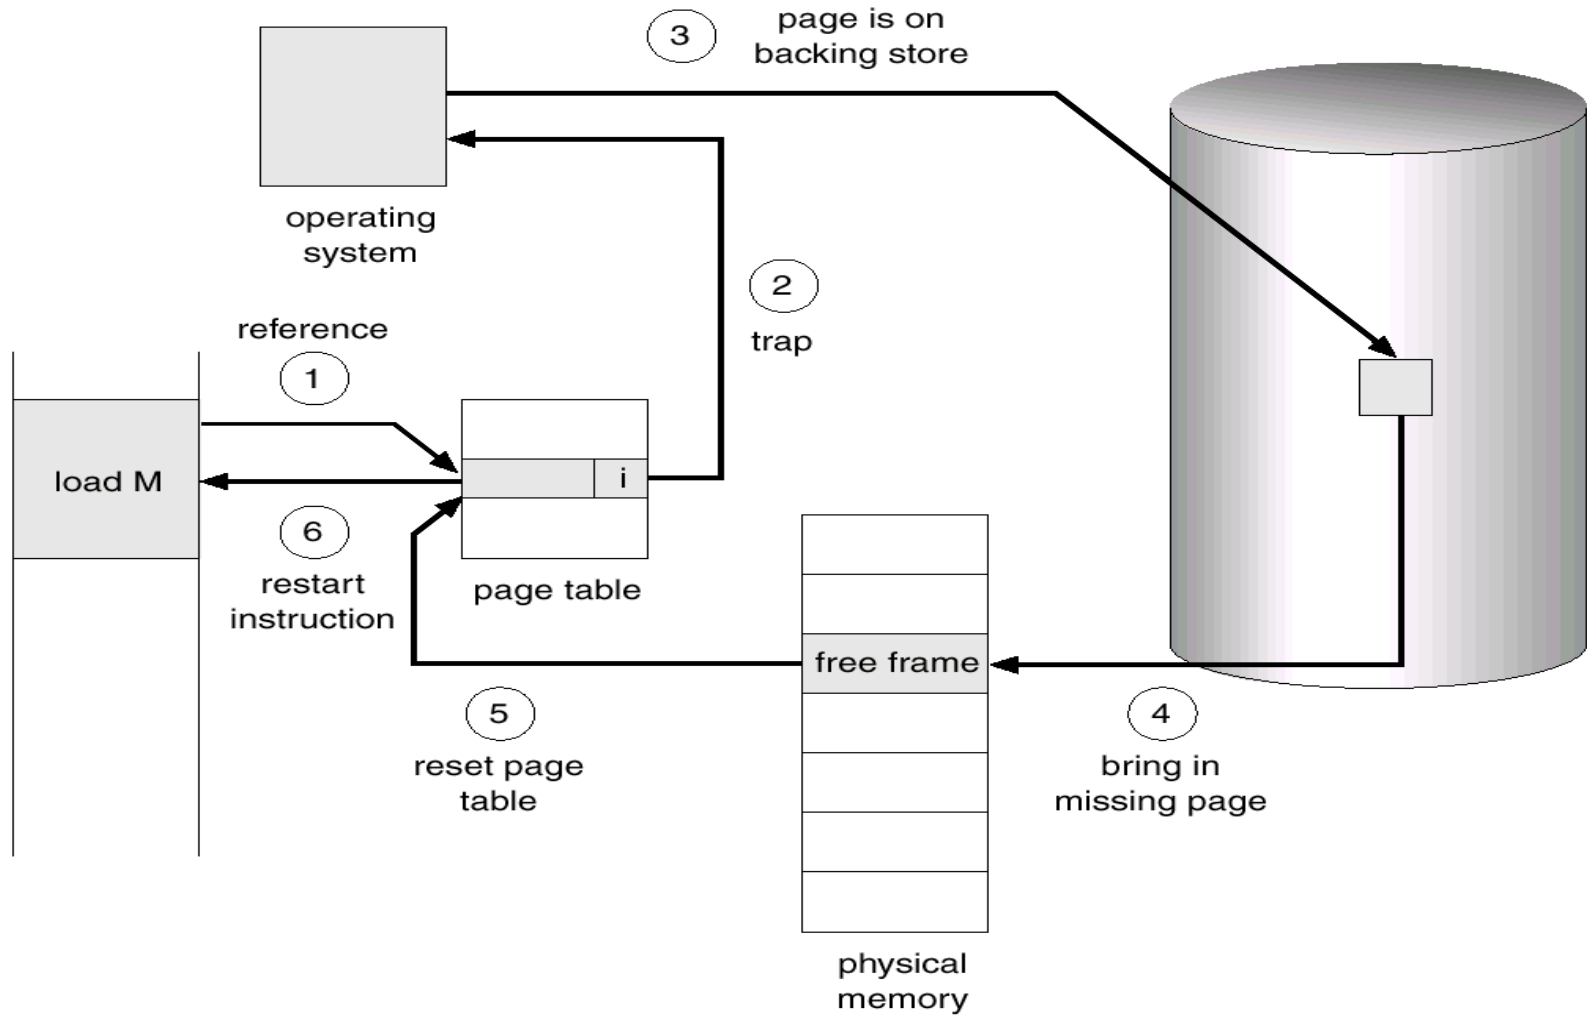 3
page is on
backing store
operating
system
2
trap
reference
1
load M
i
6
restart
instruction
page table
free frame
5
reset page
table
4
bring in
missing page
physical
memory